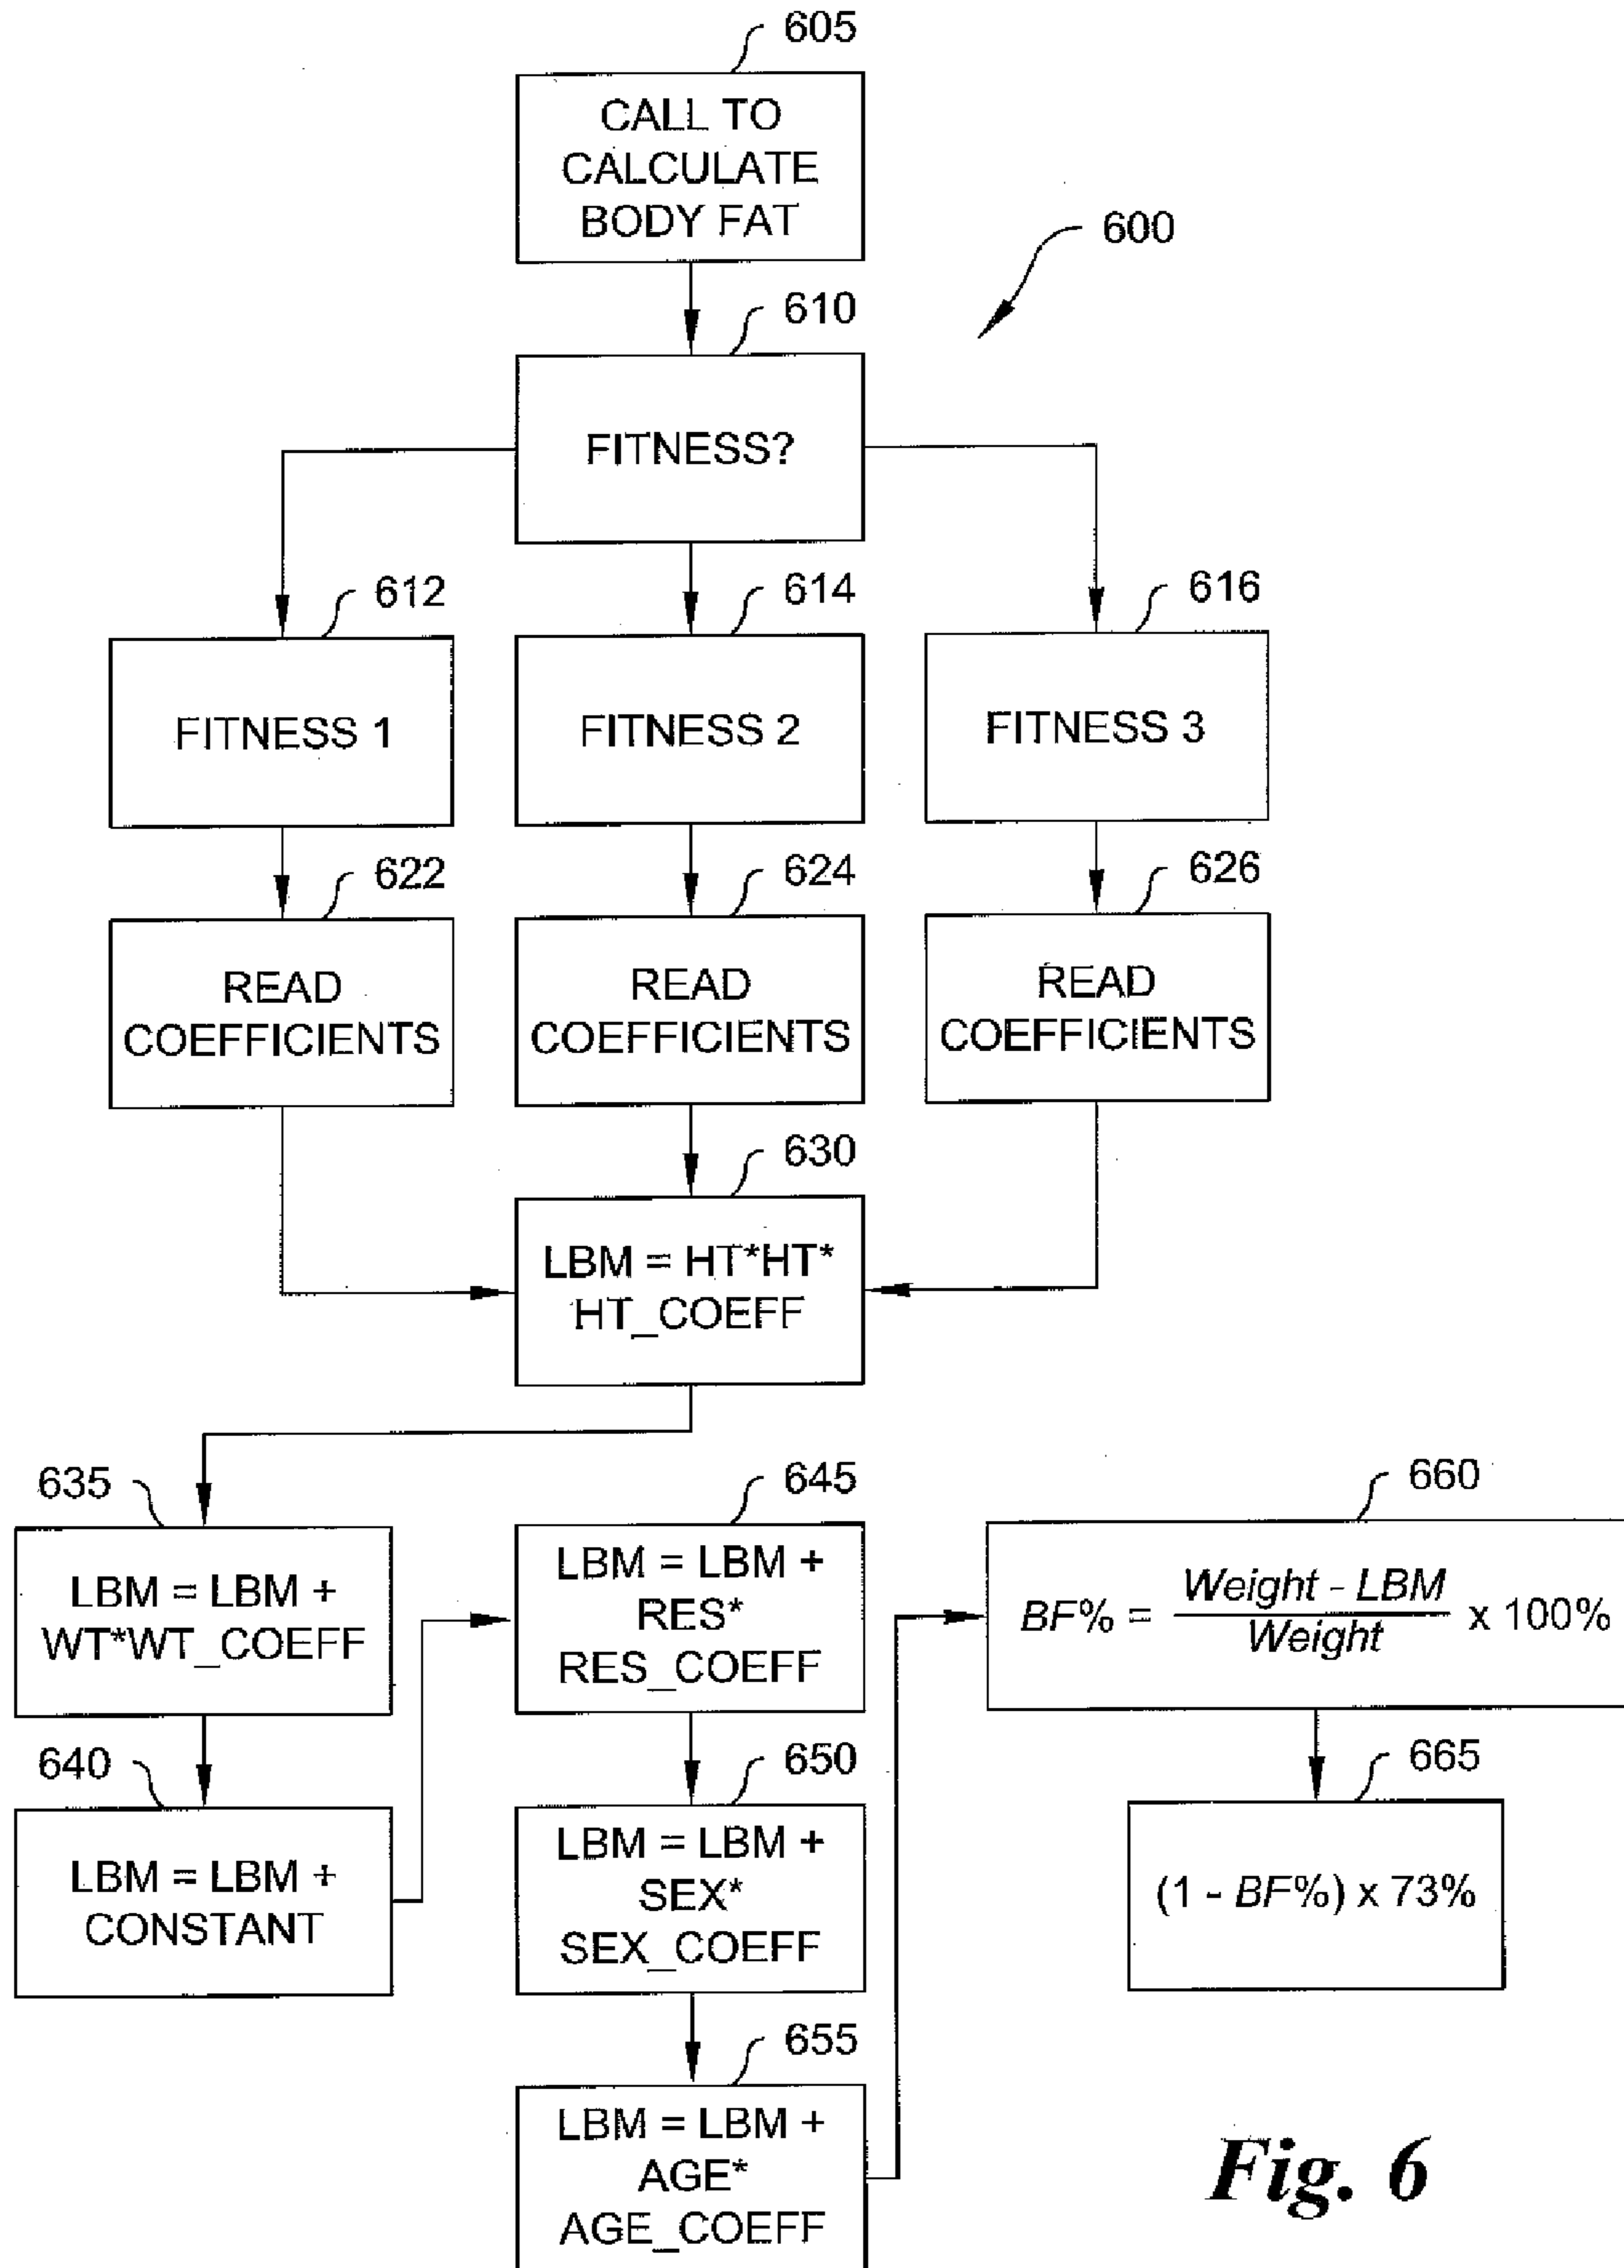 605
CALL TO
CALCULATE
BODY FAT
600
610
FITNESS?
612
614
616
FITNESS 1
FITNESS 2
FITNESS 3
622
624
626
READ
COEFFICIENTS
READ
COEFFICIENTS
READ
COEFFICIENTS
630
LBM = HT*HT*
HT_COEFF
635
LBM = LBM +
WT*WT_COEFF
640
LBM = LBM +
CONSTANT
645
LBM = LBM +
RES*
RES_COEFF
650
LBM = LBM +
SEX*
SEX_COEFF
655
LBM = LBM +
AGE*
AGE_COEFF
660
BF% = Weight - LBM / Weight x 100%
665
(1 - BF%) x 73%
Fig. 6